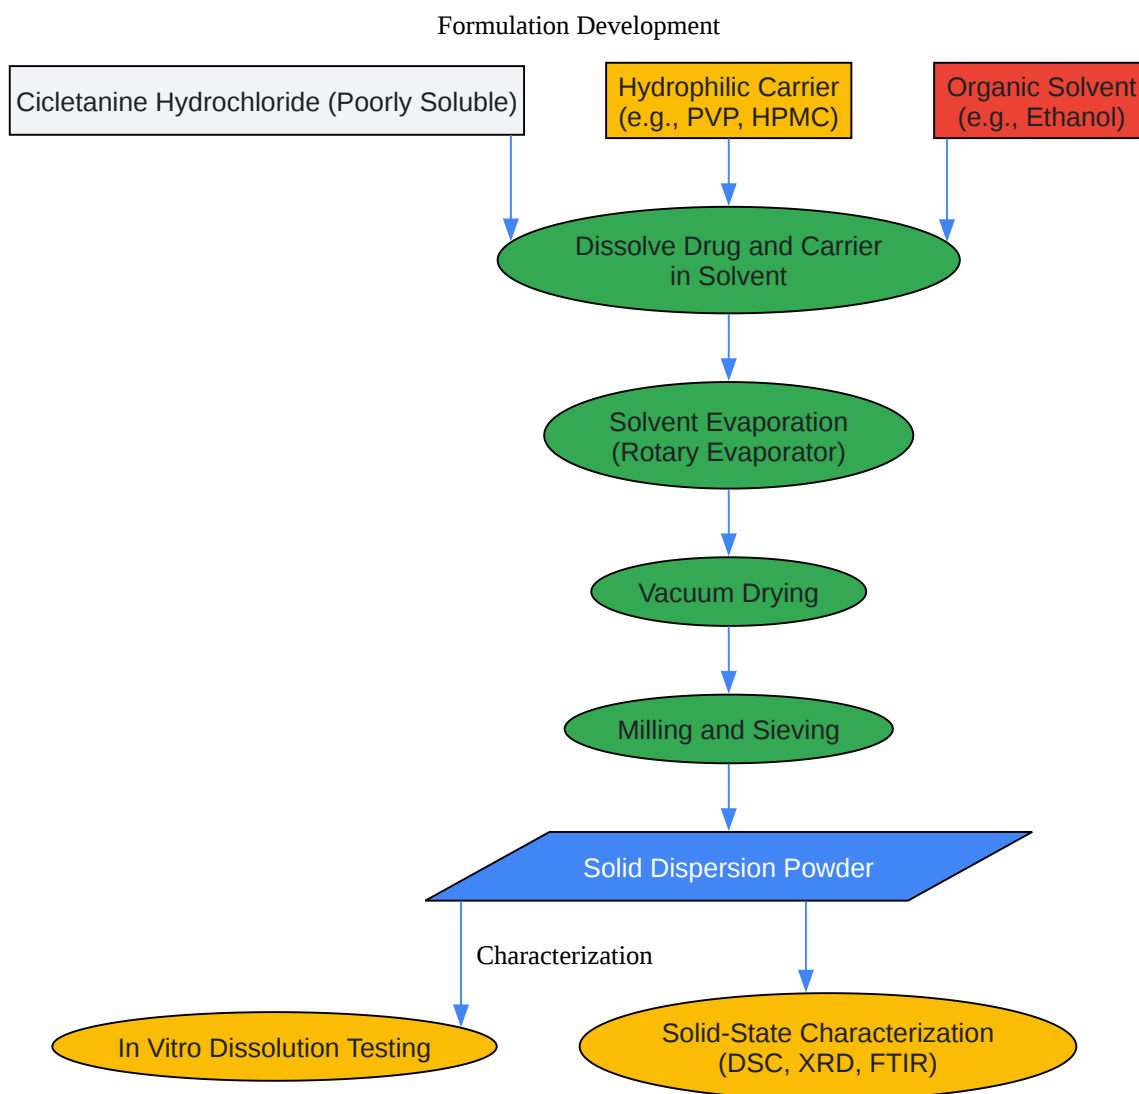 Formulation Development
Cicletanine Hydrochloride (Poorly Soluble)
Hydrophilic Carrier
(e.g., PVP, HPMC)
Organic Solvent
(e.g., Ethanol)
Dissolve Drug and Carrier
in Solvent
Solvent Evaporation
(Rotary Evaporator)
Vacuum Drying
Milling and Sieving
Solid Dispersion Powder
Characterization
In Vitro Dissolution Testing
Solid-State Characterization
(DSC, XRD, FTIR)